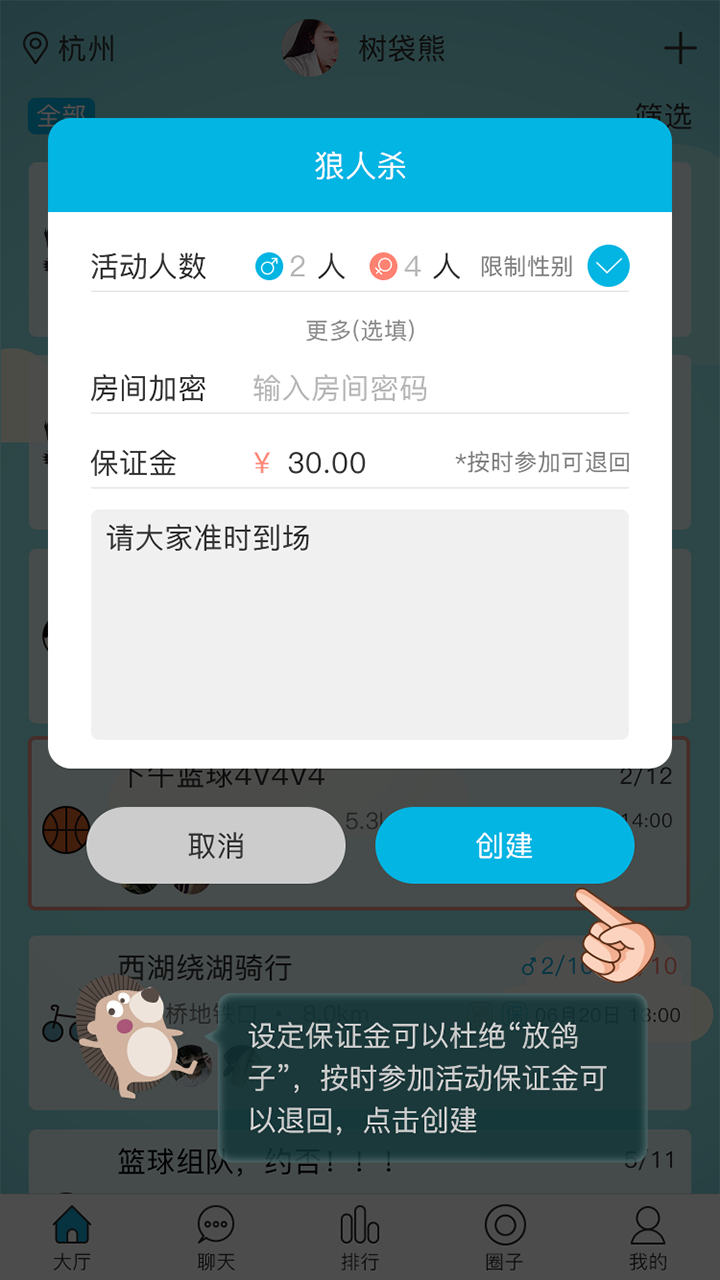 杭州
树袋熊
全部
筛选
狼人杀
活动人数 2 人 4 人 限制性别
更多(选填)
房间加密 输入房间密码
保证金 ¥ 30.00 *按时参加可退回
请大家准时到场
下午篮球4V4V4 2/12
5.3 14:00
取消 创建
西湖绕湖骑行 2/10 10
桥地铁口 · 8.0km 保 06月20日 13:00
设定保证金可以杜绝“放鸽
子”，按时参加活动保证金可
以退回，点击创建
篮球组队，约否！！！ 5/11
大厅 聊天 排行 圈子 我的